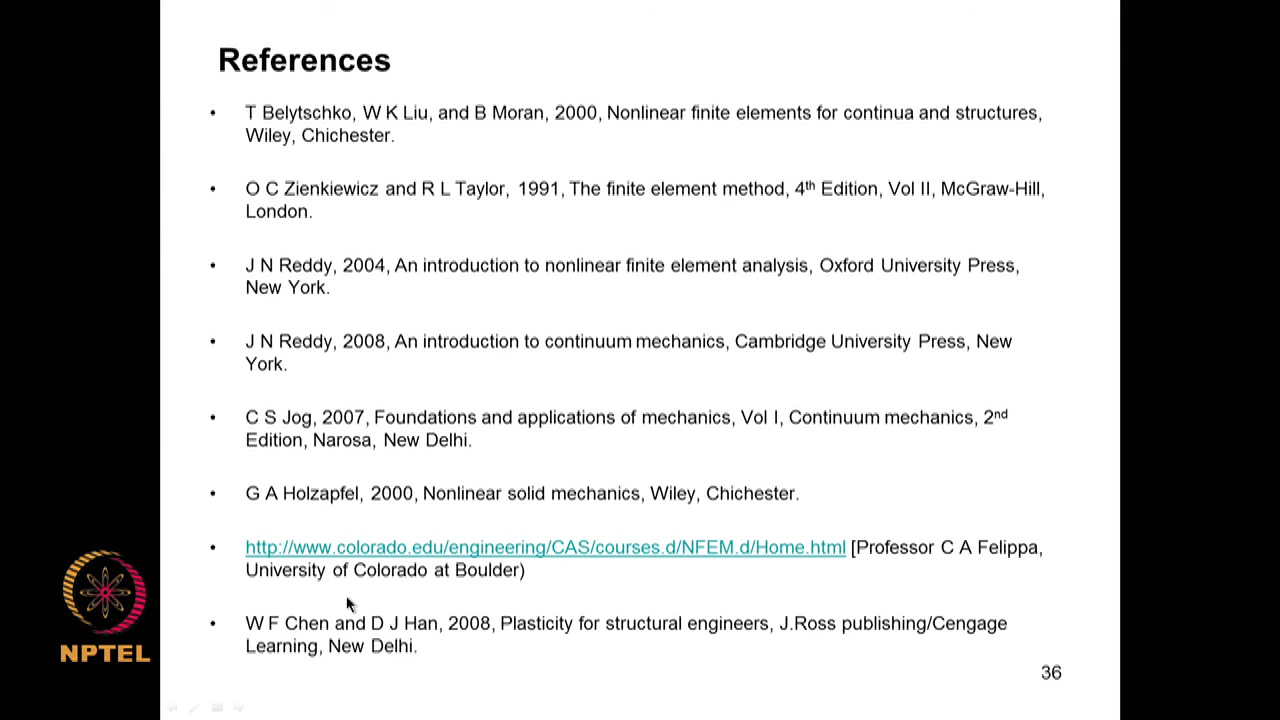 References
• T Belytschko, W K Liu, and B Moran, 2000, Nonlinear finite elements for continua and structures,
Wiley, Chichester.
• O C Zienkiewicz and R L Taylor, 1991, The finite element method, 4th Edition, Vol II, McGraw-Hill,
London.
• J N Reddy, 2004, An introduction to nonlinear finite element analysis, Oxford University Press,
New York.
• J N Reddy, 2008, An introduction to continuum mechanics, Cambridge University Press, New
York.
• C S Jog, 2007, Foundations and applications of mechanics, Vol I, Continuum mechanics, 2nd
Edition, Narosa, New Delhi.
• G A Holzapfel, 2000, Nonlinear solid mechanics, Wiley, Chichester.
• http://www.colorado.edu/engineering/CAS/courses.d/NFEM.d/Home.html [Professor C A Felippa,
University of Colorado at Boulder)
• W F Chen and D J Han, 2008, Plasticity for structural engineers, J.Ross publishing/Cengage
Learning, New Delhi.
NPTEL
36